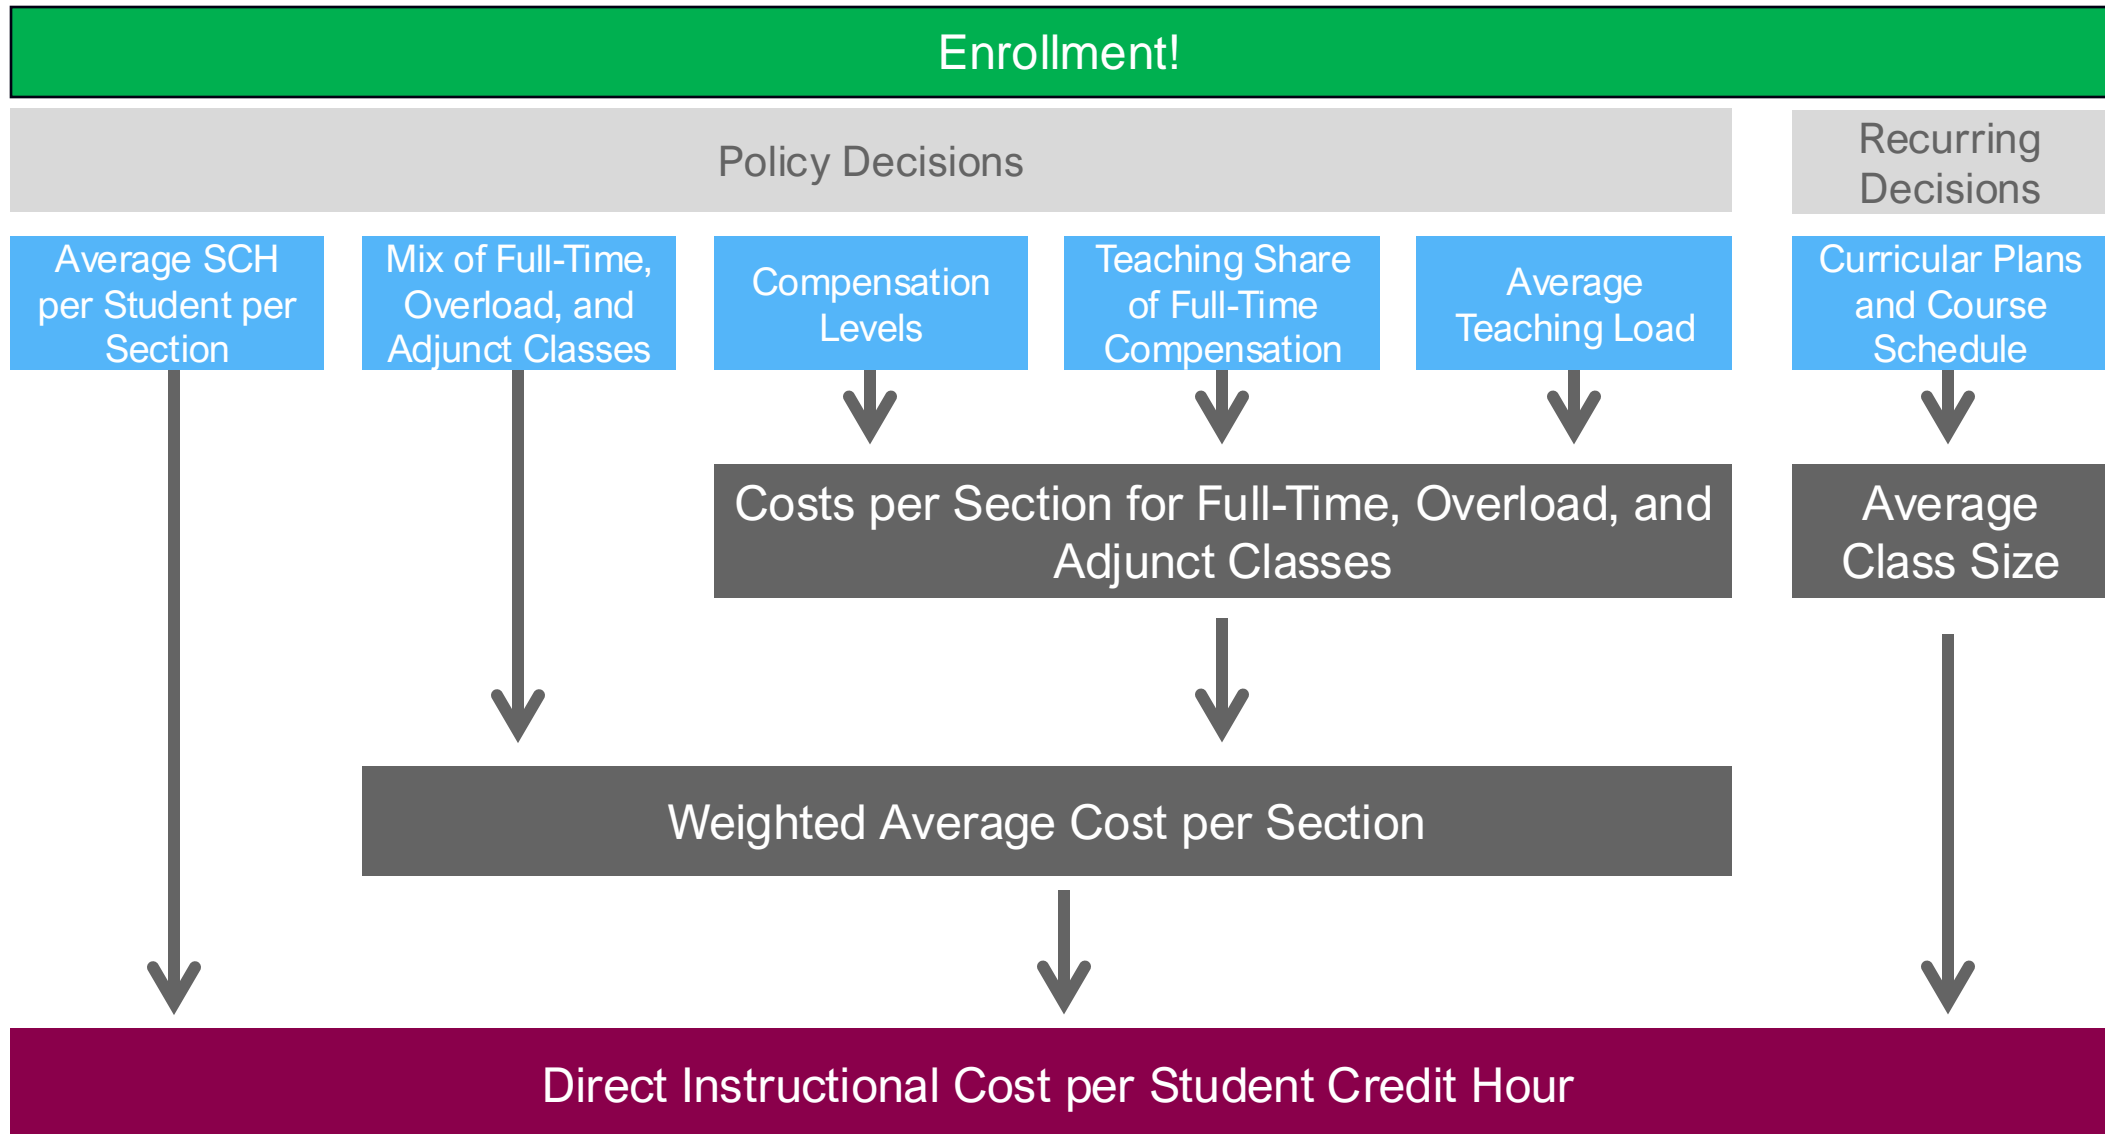 Enrollment!
Policy Decisions
Recurring
Decisions
Average SCH
per Student per
Section
Mix of Full-Time,
Overload, and
Adjunct Classes
Compensation
Levels
Teaching Share
of Full-Time
Compensation
Average
Teaching Load
Curricular Plans
and Course
Schedule
Costs per Section for Full-Time, Overload, and
Adjunct Classes
Average
Class Size
Weighted Average Cost per Section
Direct Instructional Cost per Student Credit Hour